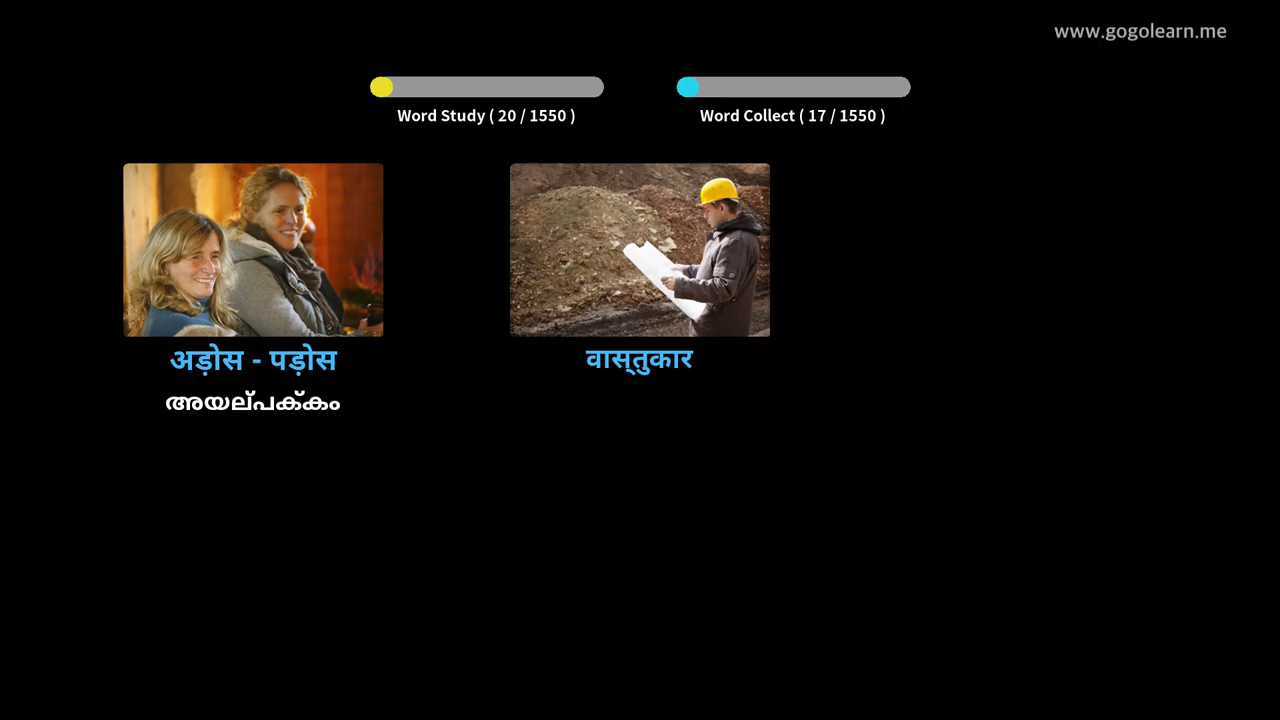 www.gogolearn.me
Word Study ( 20 / 1550 )
Word Collect ( 17 / 1550 )
अड़ोस - पड़ोस
वास्तुकार
അയല്പക്കം